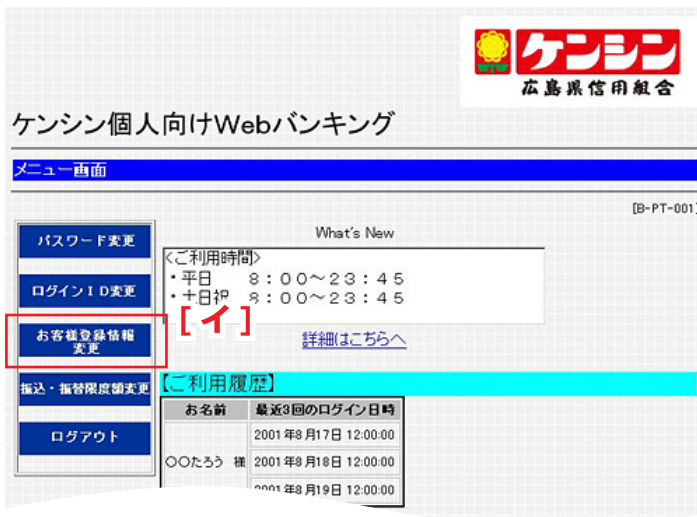 ケンシン
広島県信用組合
ケンシン個人向けWebバンキング
メニュー画面
[B-PT-001]
パスワード変更
ログインID変更
お客様登録情報
変更
振込・振替限度額変更
ログアウト
What's New
<ご利用時間>
・平日 8:00~23:45
・土日祝 8:00~23:45
[イ]
詳細はこちらへ
【ご利用履歴】
お名前 最近3回のログイン日時
2001年8月17日 12:00:00
〇〇たろう 様 2001年8月18日 12:00:00
2001年8月19日 12:00:00